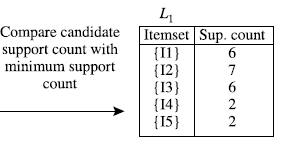 Compare candidate
support count with
minimum support
count
L1
Itemset Sup. count
{I1} 6
{I2} 7
{I3} 6
{I4} 2
{I5} 2